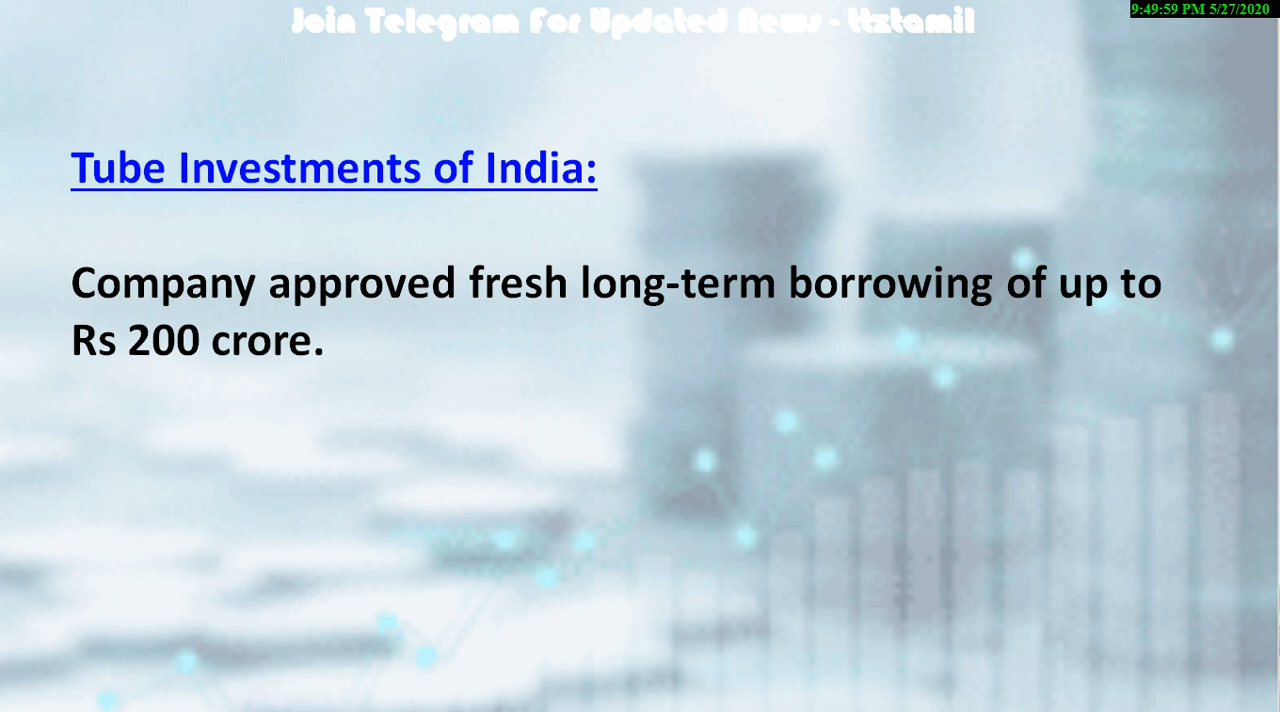 Join Telegram For Updated News - ttztamil
9:49:59 PM 5/27/2020
Tube Investments of India:
Company approved fresh long-term borrowing of up to
Rs 200 crore.